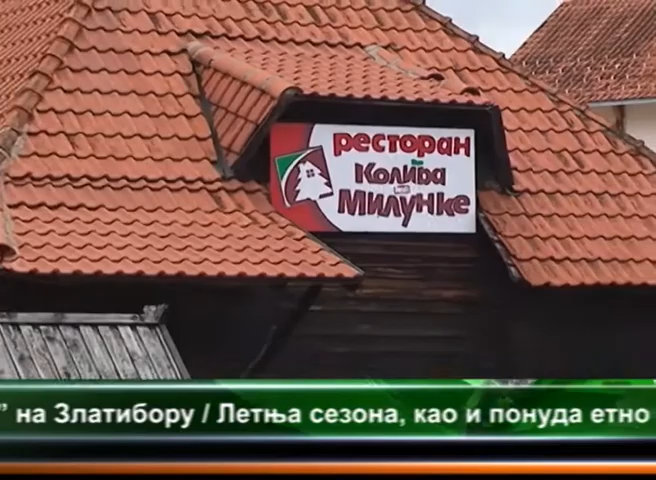 ресторан
Колиба
Милунке
” на Златибору / Летња сезона, као и понуда етно